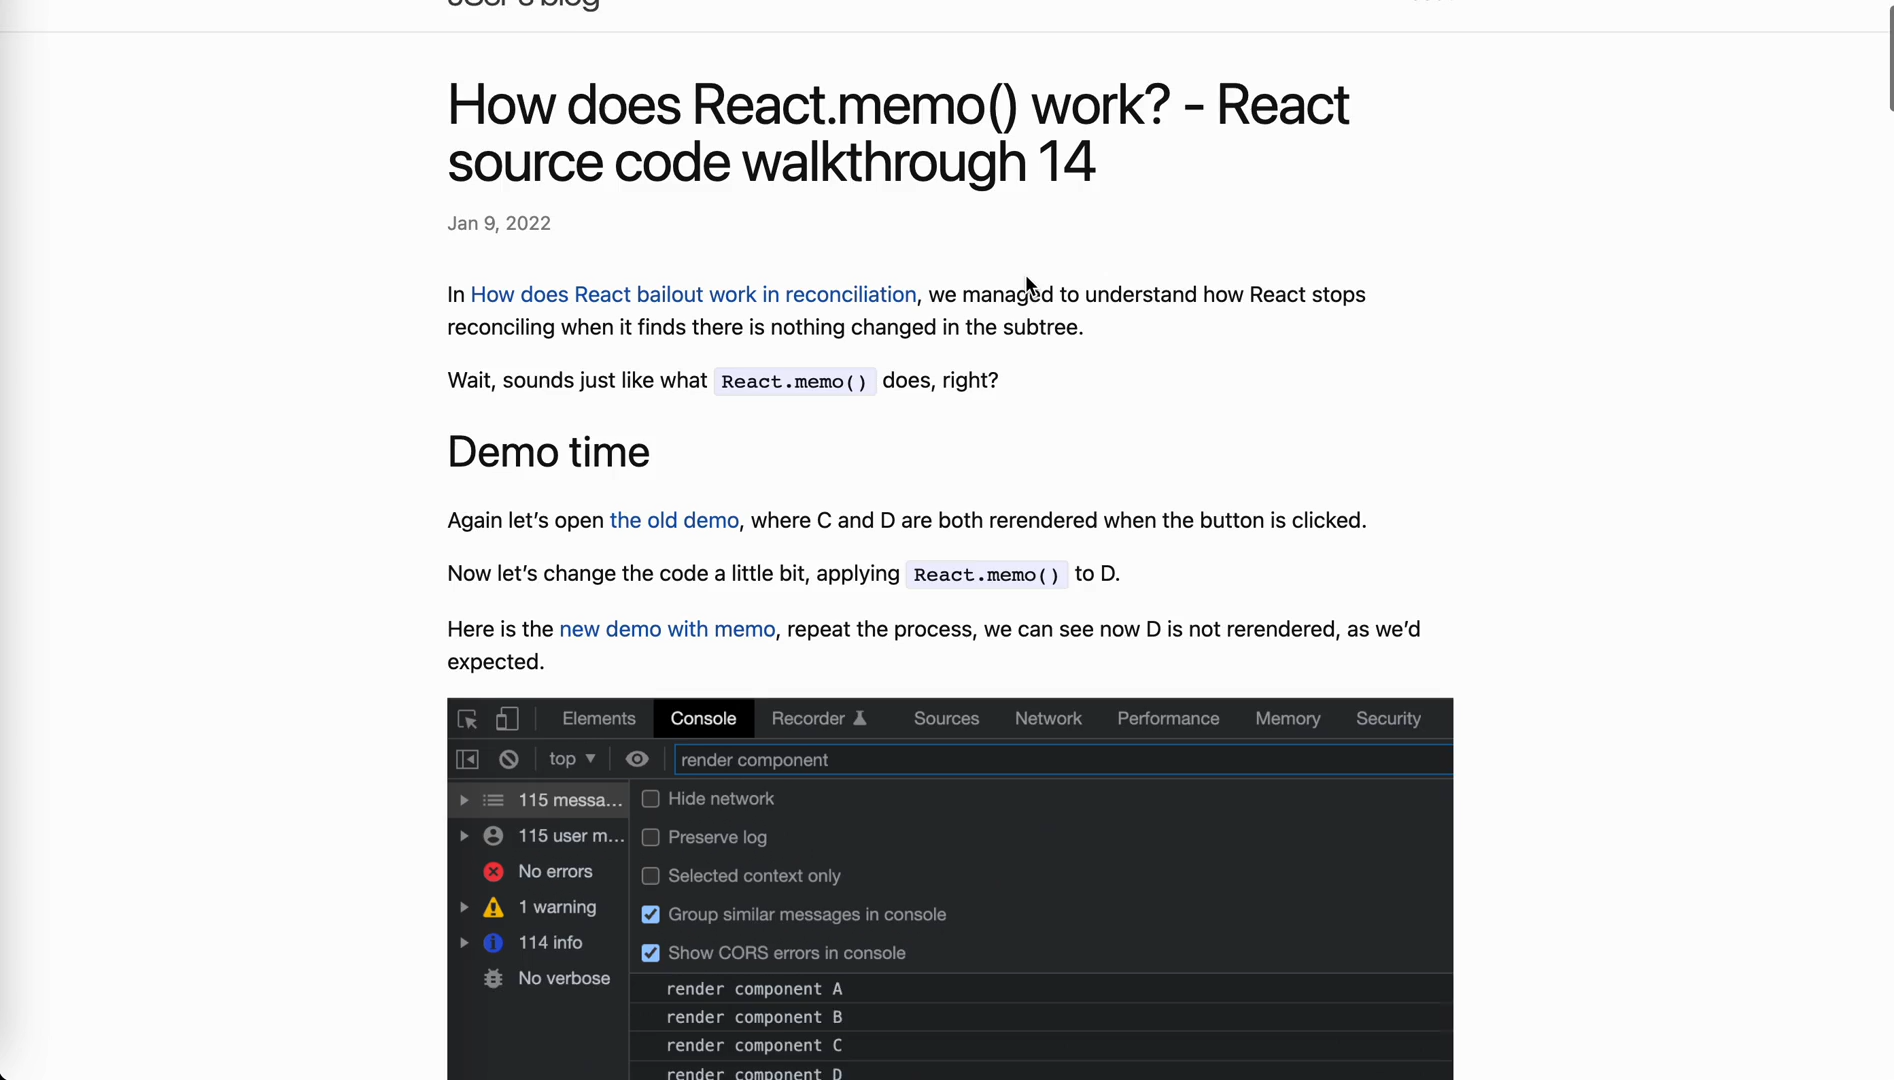 How does React.memo() work? - React
source code walkthrough 14
Jan 9, 2022
In How does React bailout work in reconciliation, we managed to understand how React stops
reconciling when it finds there is nothing changed in the subtree.
Wait, sounds just like what React.memo() does, right?
Demo time
Again let’s open the old demo, where C and D are both rerendered when the button is clicked.
Now let’s change the code a little bit, applying React.memo() to D.
Here is the new demo with memo, repeat the process, we can see now D is not rerendered, as we’d
expected.
Elements Console Recorder Sources Network Performance Memory Security
top render component
115 messa... Hide network
115 user m... Preserve log
No errors Selected context only
1 warning Group similar messages in console
114 info Show CORS errors in console
No verbose
render component A
render component B
render component C
render component D